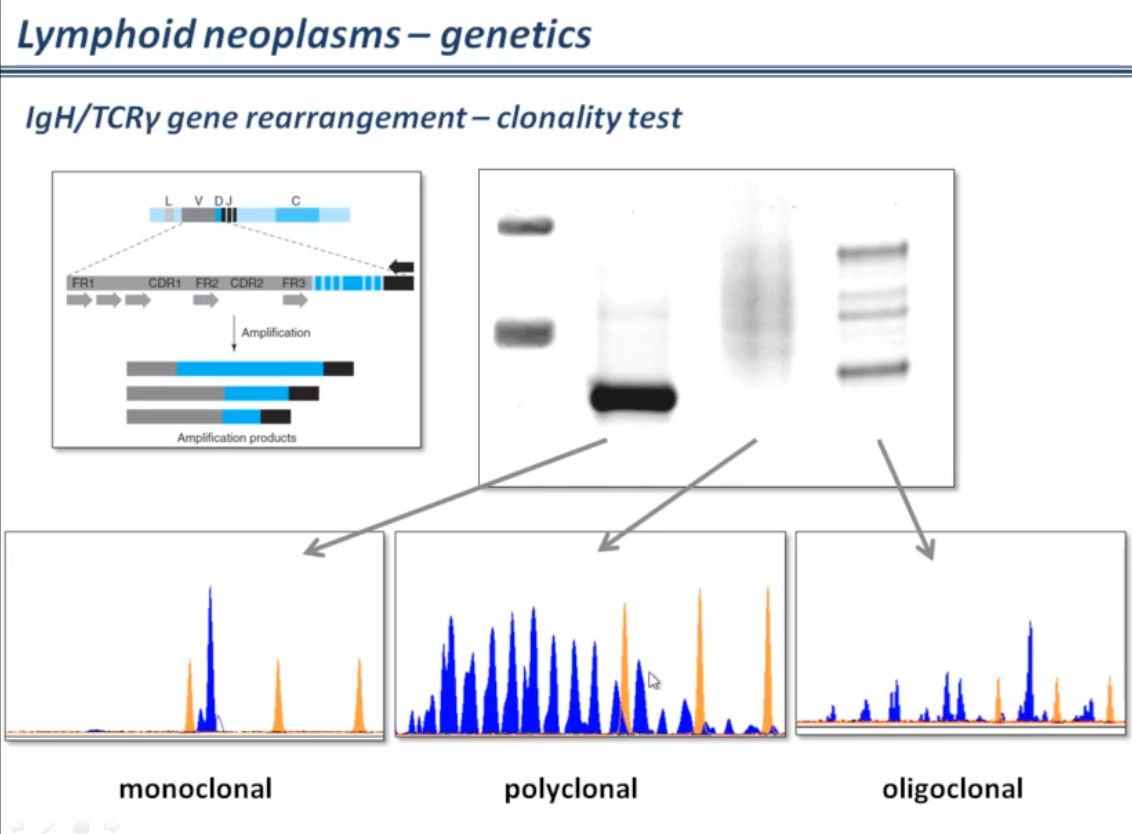 Lymphoid neoplasms – genetics
IgH/TCRγ gene rearrangement – clonality test
L V D J C
FR1 CDR1 FR2 CDR2 FR3
Amplification
Amplification products
monoclonal polyclonal oligoclonal